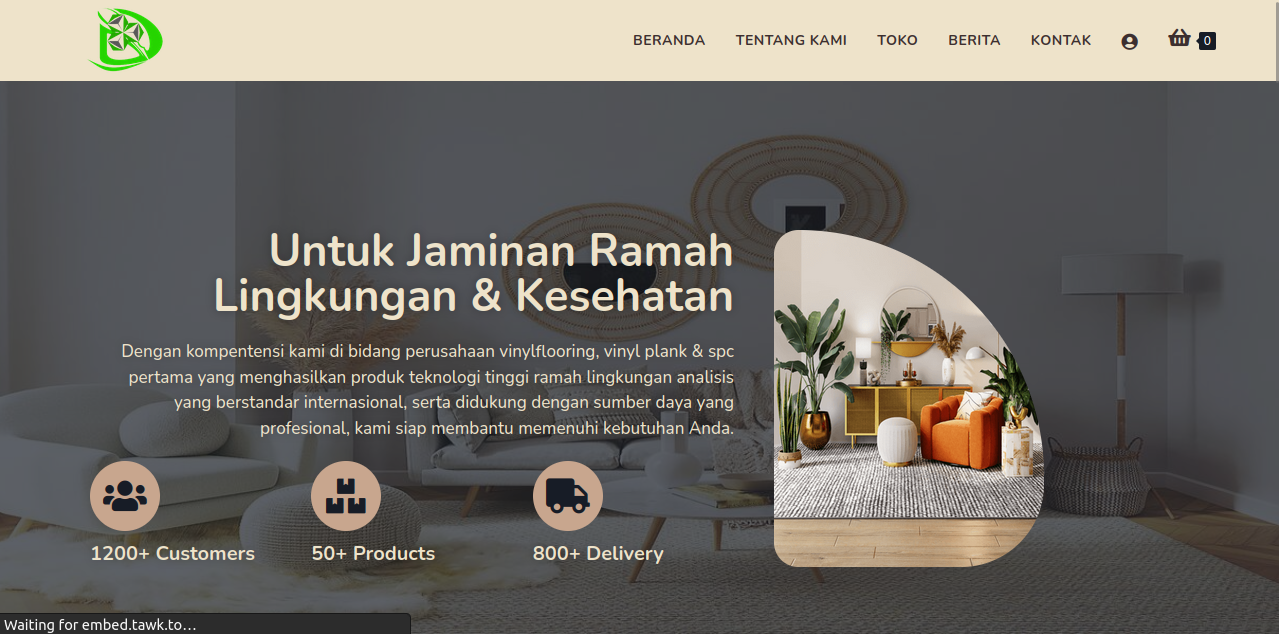 BERANDA TENTANG KAMI TOKO BERITA KONTAK 0
Untuk Jaminan Ramah
Lingkungan & Kesehatan
Dengan kompentensi kami di bidang perusahaan vinylflooring, vinyl plank & spc
pertama yang menghasilkan produk teknologi tinggi ramah lingkungan analisis
yang berstandar internasional, serta didukung dengan sumber daya yang
profesional, kami siap membantu memenuhi kebutuhan Anda.
1200+ Customers 50+ Products 800+ Delivery
Waiting for embed.tawk.to...